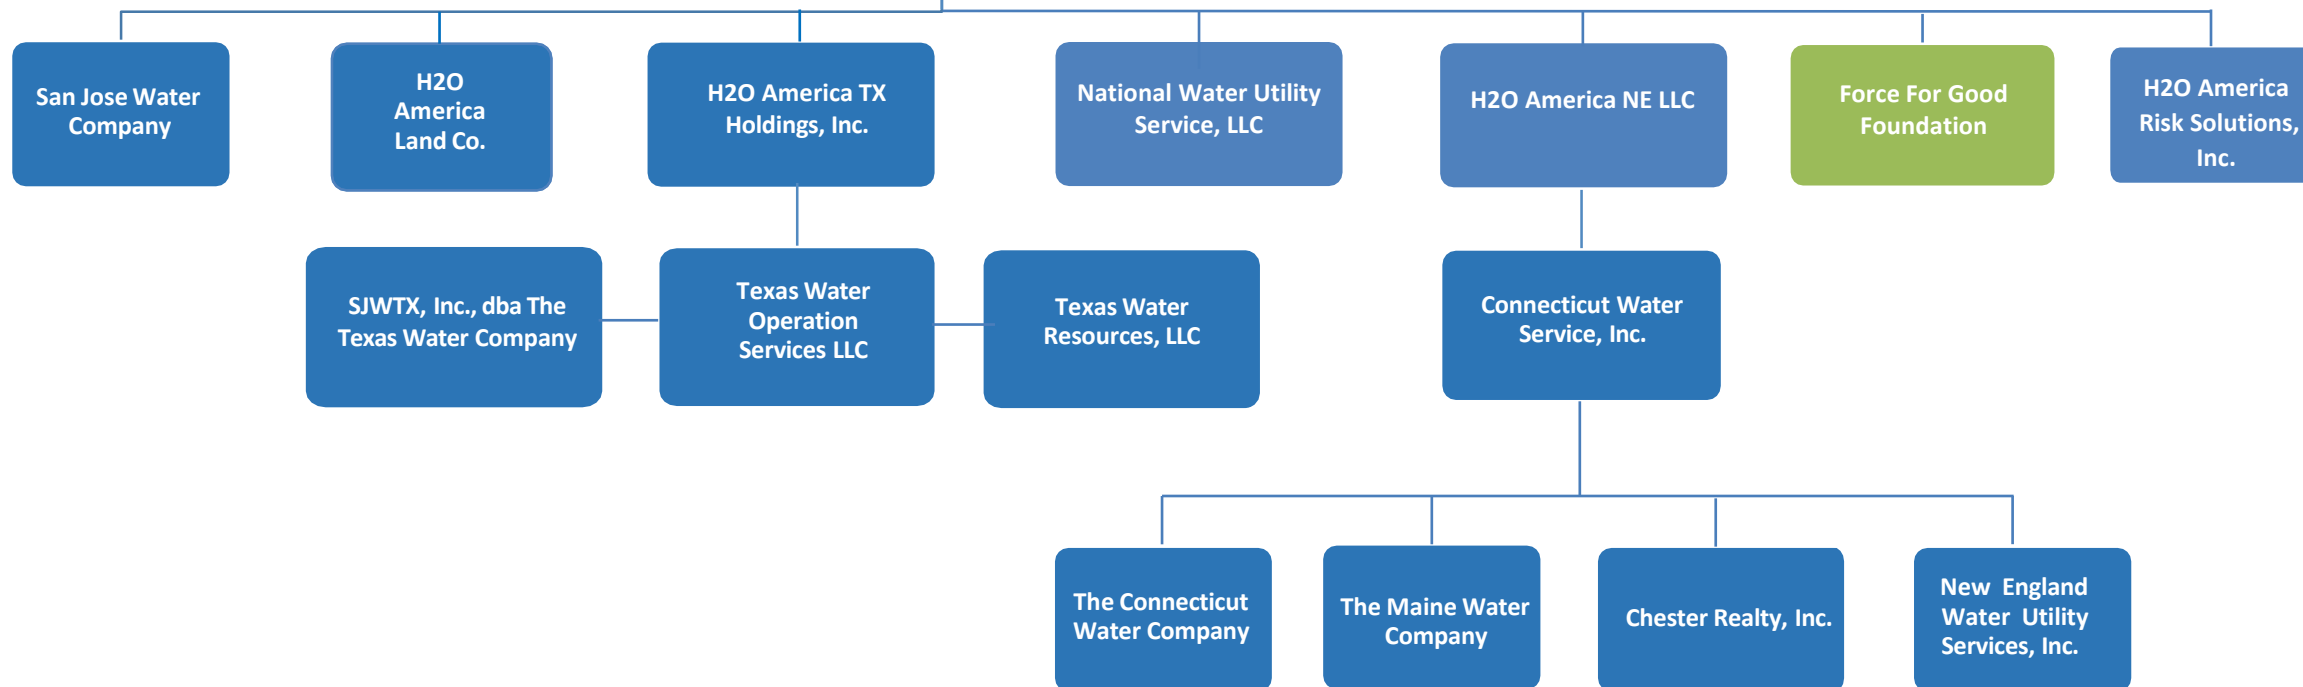 San Jose Water
Company
H2O
America
Land Co.
H2O America TX
Holdings, Inc.
National Water Utility
Service, LLC
H2O America NE LLC
Force For Good
Foundation
H2O America
Risk Solutions,
Inc.
SJWTX, Inc., dba The
Texas Water Company
Texas Water
Operation
Services LLC
Texas Water
Resources, LLC
Connecticut Water
Service, Inc.
The Connecticut
Water Company
The Maine Water
Company
Chester Realty, Inc.
New England
Water Utility
Services, Inc.